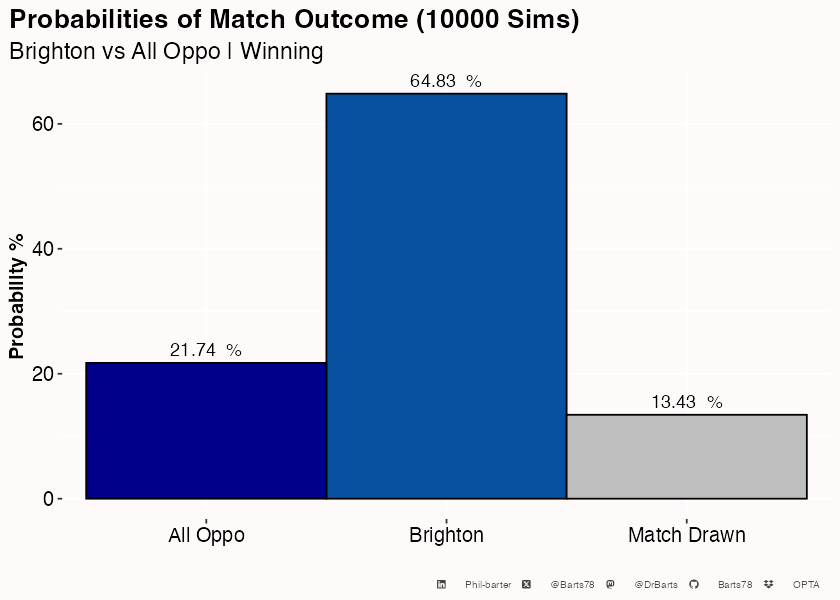 Probabilities of Match Outcome (10000 Sims)
Brighton vs All Oppo | Winning
64.83 %
60
Probability %
40
21.74 %
20
13.43 %
0
All Oppo Brighton Match Drawn
Phil-barter @Barts78 @DrBarts Barts78 OPTA